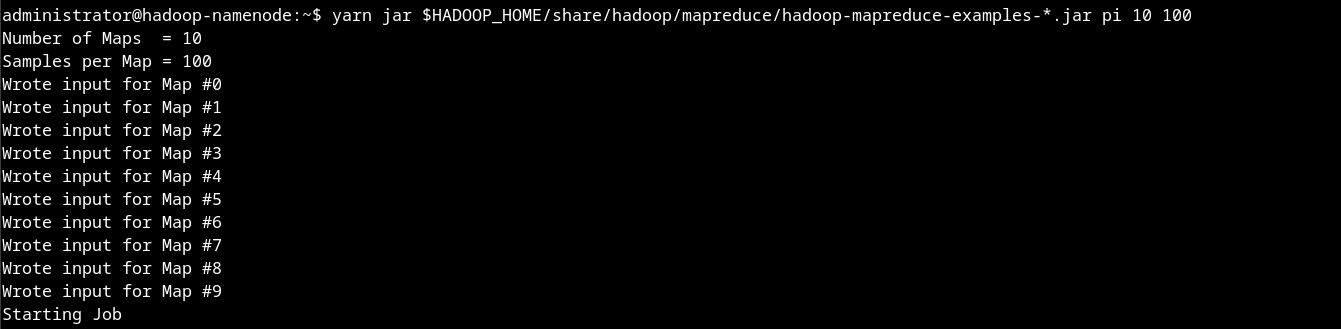 administrator@hadoop-namenode:~$ yarn jar $HADOOP_HOME/share/hadoop/mapreduce/hadoop-mapreduce-examples-*.jar pi 10 100
Number of Maps  = 10
Samples per Map = 100
Wrote input for Map #0
Wrote input for Map #1
Wrote input for Map #2
Wrote input for Map #3
Wrote input for Map #4
Wrote input for Map #5
Wrote input for Map #6
Wrote input for Map #7
Wrote input for Map #8
Wrote input for Map #9
Starting Job